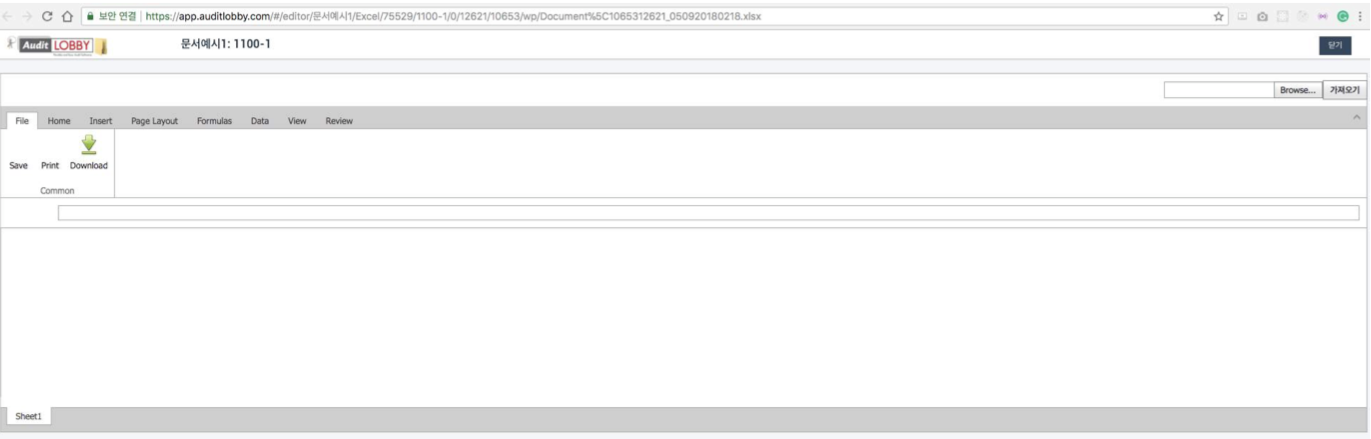 보안 연결 | https://app.auditlobby.com/#/editor/문서예시1/Excel/75529/1100-1/0/12621/10653/wp/Document%5C1065312621_050920180218.xlsx
Audit LOBBY 문서예시1: 1100-1 닫기
Browse... 가져오기
File Home Insert Page Layout Formulas Data View Review
Save Print Download
Common
Sheet1